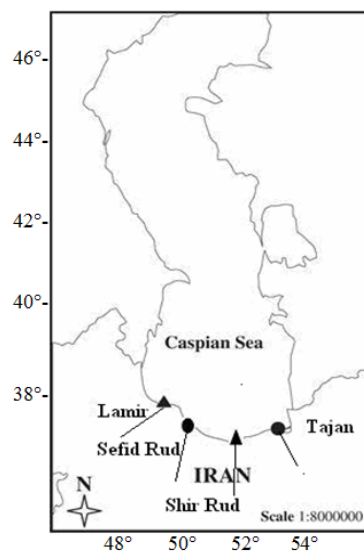 46°-
44°-
42°-
40°-
Caspian Sea
38°-
Lamir
Tajan
Sefid Rud
IRAN
N
Shir Rud
Scale 1:8000000
48° 50° 52° 54°